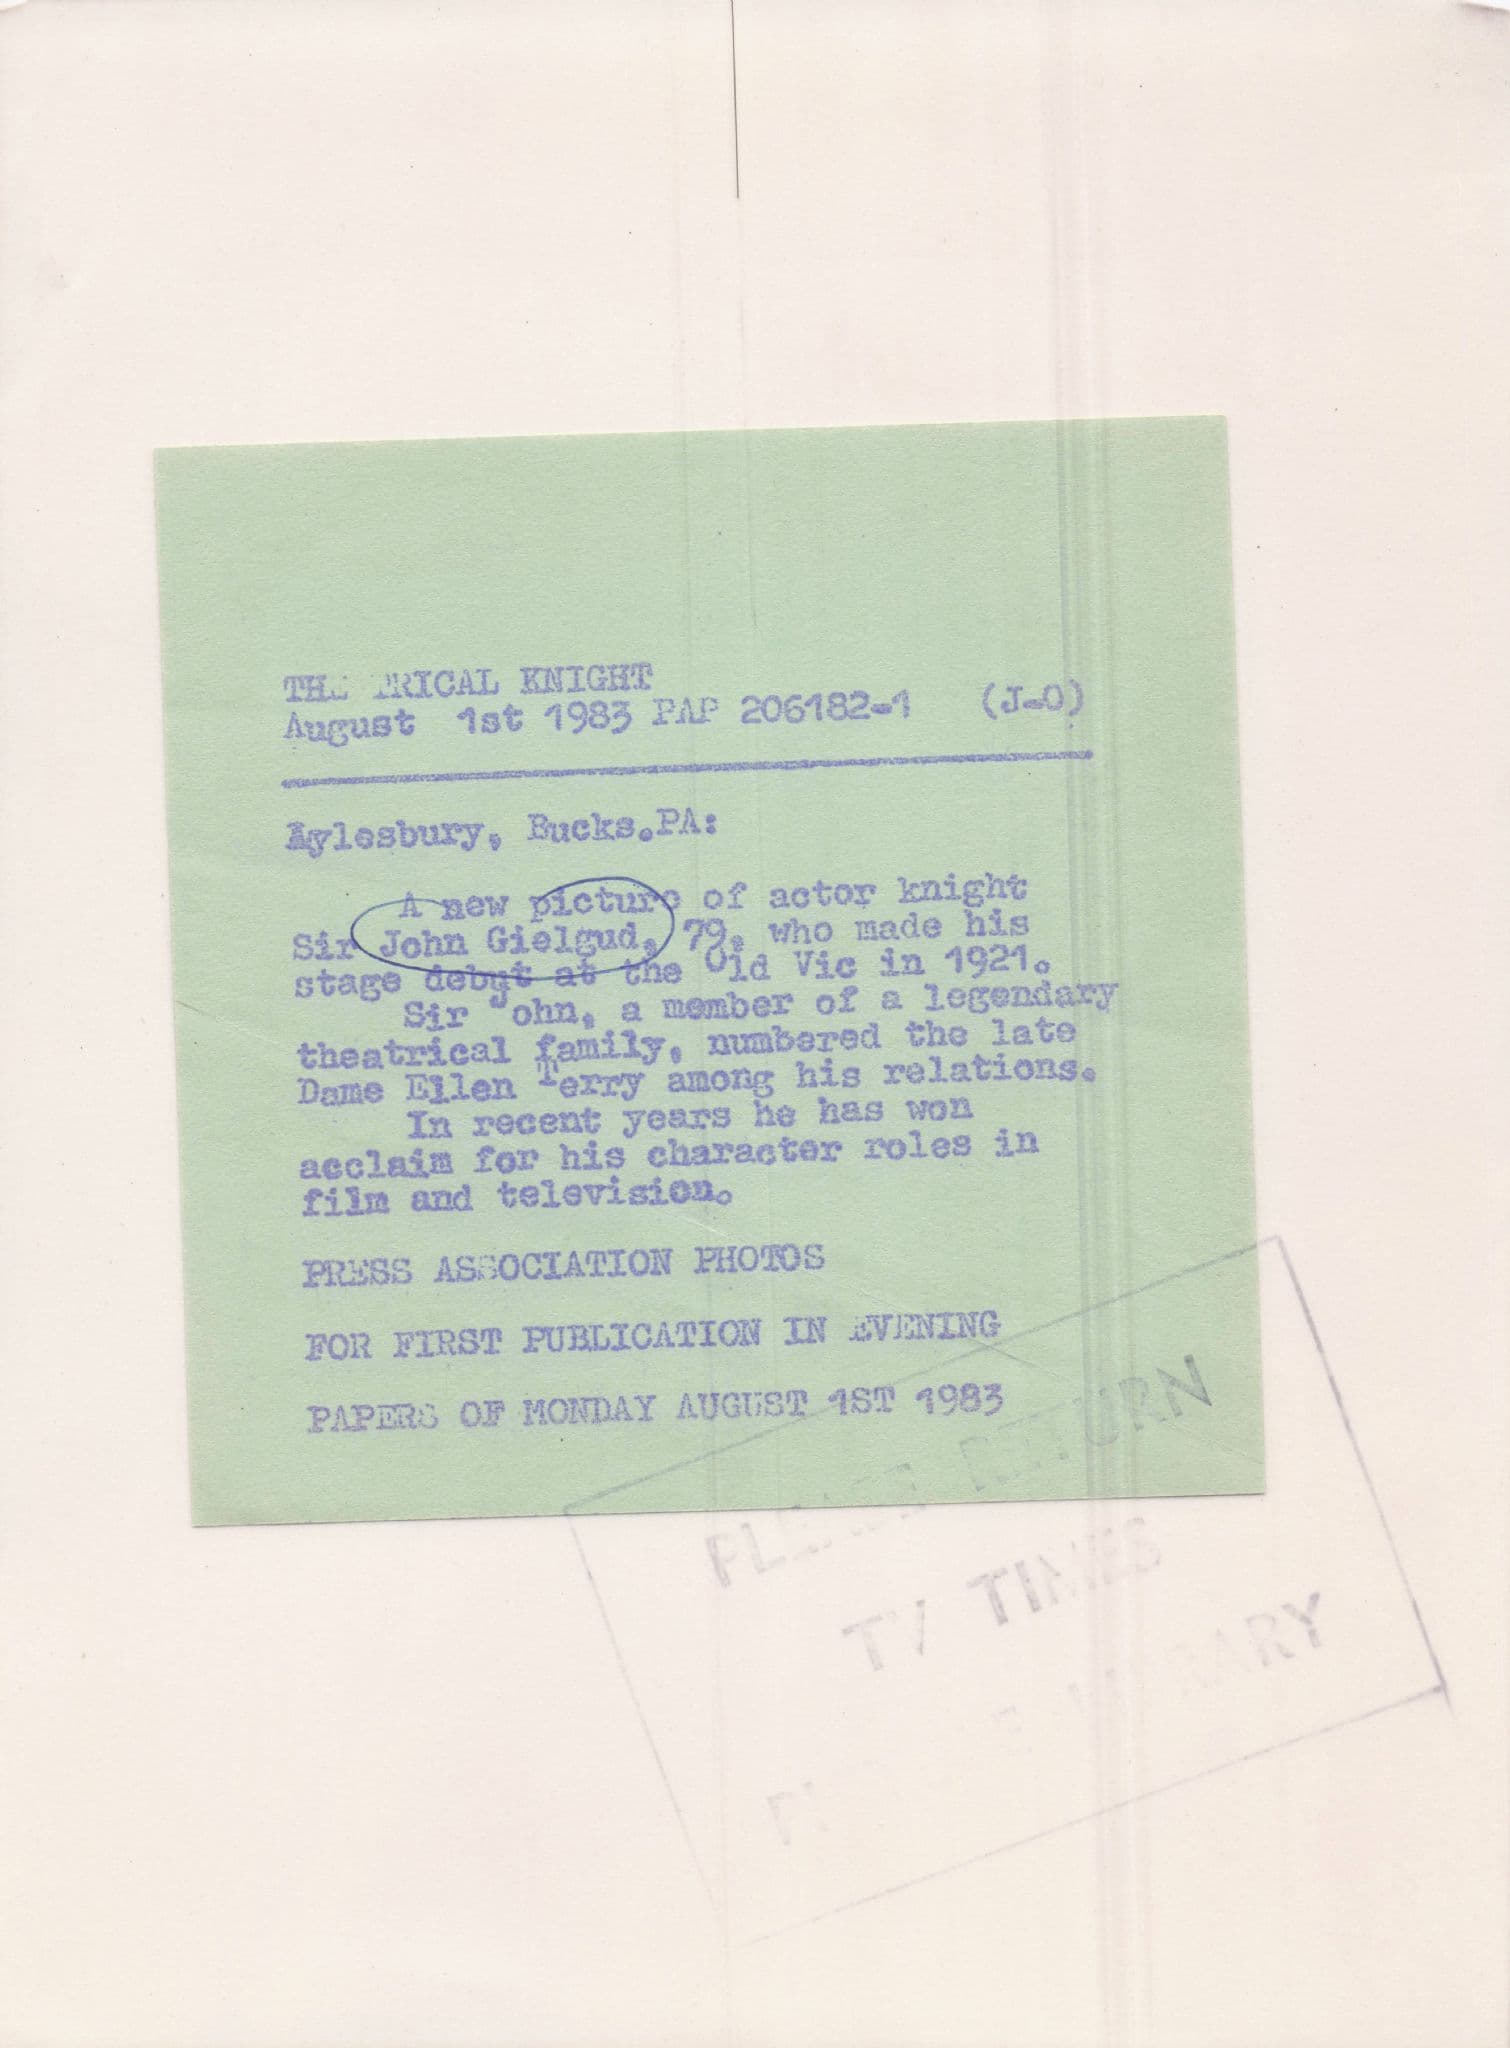 THE TRICAL KNIGHT
August 1st 1983 PAP 206182-1 (J-O)
Aylesbury, Bucks.PA:
A new picture of actor knight
Sir John Gielgud, 79, who made his
stage debut at the Old Vic in 1921.
Sir John, a member of a legendary
theatrical family, numbered the late
Dame Ellen Terry among his relations.
In recent years he has won
acclaim for his character roles in
film and television.
PRESS ASSOCIATION PHOTOS
FOR FIRST PUBLICATION IN EVENING
PAPERS OF MONDAY AUGUST 1ST 1983
PLEASE RETURN
TV TIMES